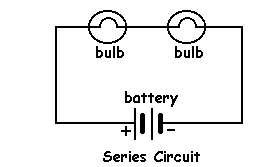 bulb bulb
battery
+ −
Series Circuit